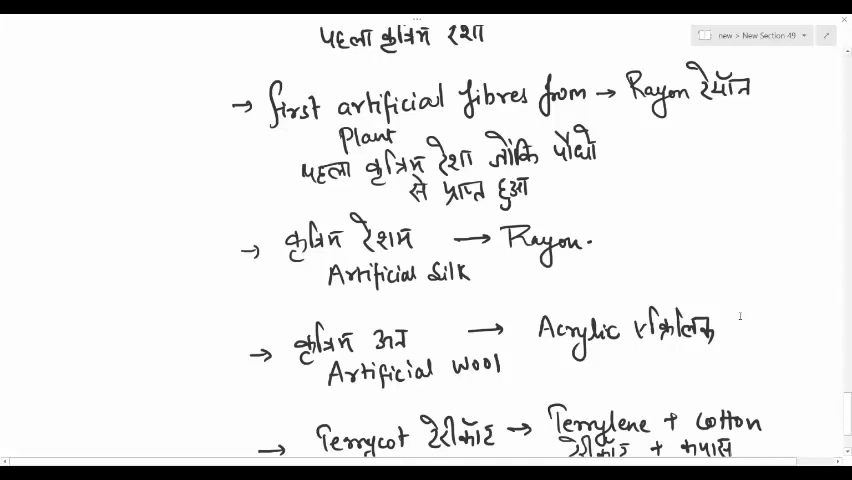 पहला कृत्रिम रेशा
new > New Section 49
→ first artificial fibres from → Rayon रेयॉन
Plant
पहला कृत्रिम रेशा जोकि पौधो
से प्राप्त हुआ
→ कृत्रिम रेशम → Rayon.
Artificial Silk
→ कृत्रिम ऊन → Acrylic एक्रिलिक
Artificial wool
→ Terrycot टेरीकॉट → Terrylene + Cotton
टेरीकॉट + कपास